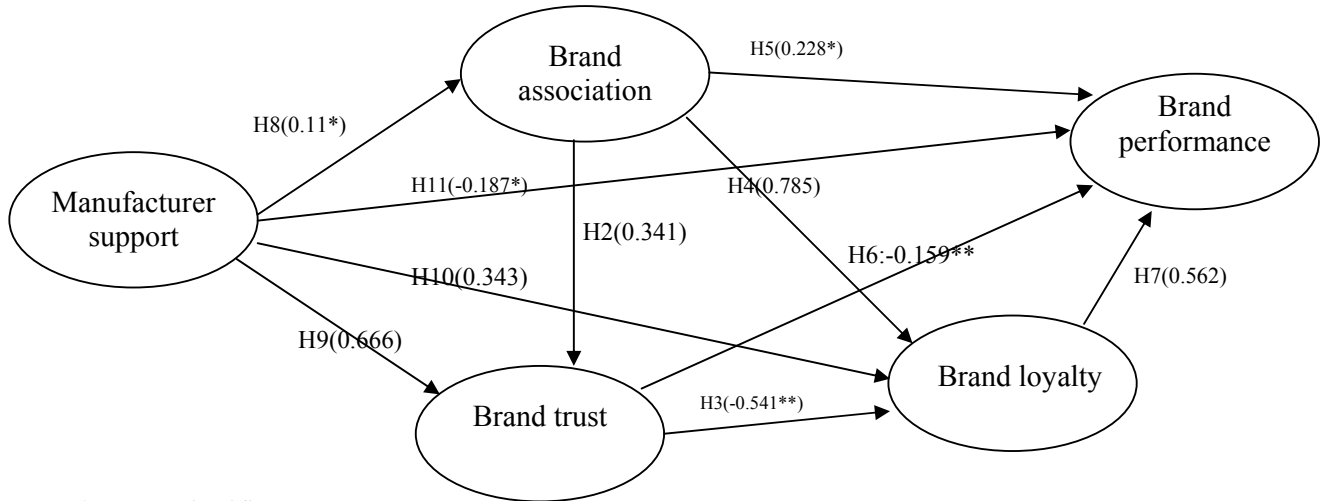 Brand
association
H5(0.228*)
Brand
performance
H8(0.11*)
H11(-0.187*)
H4(0.785)
Manufacturer
support
H2(0.341)
H6:-0.159**
H10(0.343)
H7(0.562)
H9(0.666)
Brand loyalty
Brand trust
H3(-0.541**)